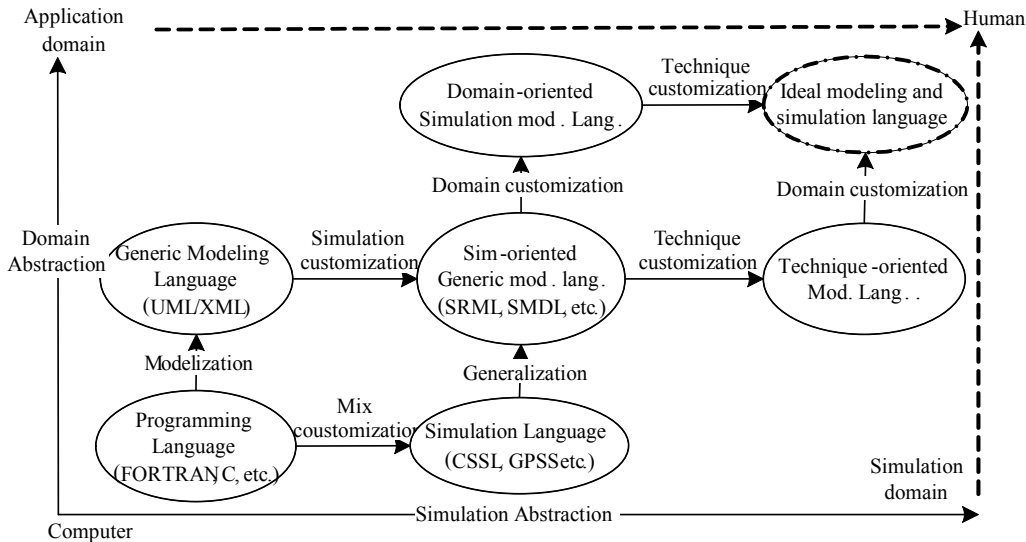 Application
domain
Human
Domain-oriented
Simulation mod. Lang.
Technique
customization
Ideal modeling and
simulation language
Domain customization
Domain customization
Domain
Abstraction
Generic Modeling
Language
(UML/XML)
Simulation
customization
Sim-oriented
Generic mod. lang.
(SRML, SMDL, etc.)
Technique
customization
Technique-oriented
Mod. Lang. .
Modelization
Generalization
Programming
Language
(FORTRAN, C, etc.)
Mix
coustomization
Simulation Language
(CSSL, GPSS etc.)
Simulation
domain
Computer
Simulation Abstraction